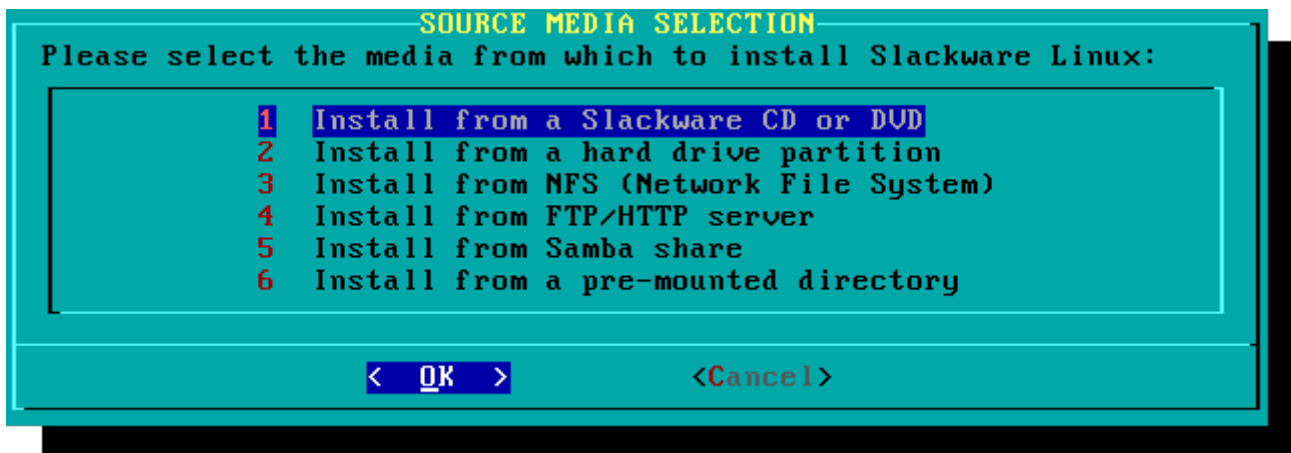 SOURCE MEDIA SELECTION
Please select the media from which to install Slackware Linux:
1 Install from a Slackware CD or DVD
2 Install from a hard drive partition
3 Install from NFS (Network File System)
4 Install from FTP/HTTP server
5 Install from Samba share
6 Install from a pre-mounted directory
< OK > <Cancel>